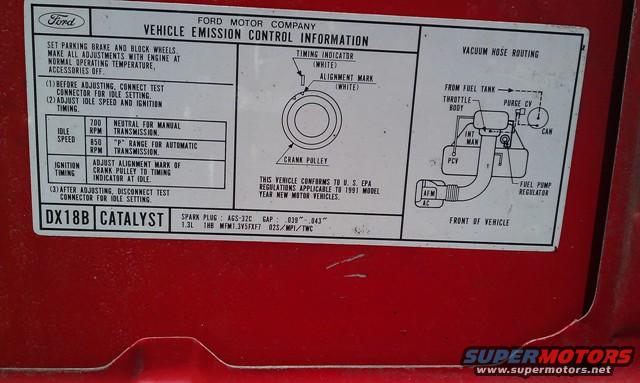 Ford
FORD MOTOR COMPANY
VEHICLE EMISSION CONTROL INFORMATION
SET PARKING BRAKE AND BLOCK WHEELS.
MAKE ALL ADJUSTMENTS WITH ENGINE AT
NORMAL OPERATING TEMPERATURE,
ACCESSORIES OFF.
(1)BEFORE ADJUSTING, CONNECT TEST
CONNECTOR FOR IDLE SETTING.
(2)ADJUST IDLE SPEED AND IGNITION
TIMING.
IDLE
SPEED
700
RPM
NEUTRAL FOR MANUAL
TRANSMISSION.
850
RPM
"P" RANGE FOR AUTOMATIC
TRANSMISSION.
IGNITION
TIMING
ADJUST ALIGNMENT MARK OF
CRANK PULLEY TO TIMING
INDICATOR AT IDLE.
(3)AFTER ADJUSTING, DISCONNECT TEST
CONNECTOR FOR IDLE SETTING.
TIMING INDICATOR
(WHITE)
ALIGNMENT MARK
(WHITE)
CRANK PULLEY
THIS VEHICLE CONFORMS TO U. S. EPA
REGULATIONS APPLICABLE TO 1991 MODEL
YEAR NEW MOTOR VEHICLES.
VACUUM HOSE ROUTING
FROM FUEL TANK
THROTTLE
BODY
PURGE CV
CAN
INT
MAN
PCV
FUEL PUMP
REGULATOR
AFM
AC
FRONT OF VEHICLE
DX18B
CATALYST
SPARK PLUG : AGS-32C GAP : .039"-.043"
1.3L 1HB MFM1.3V5FXF7 O2S/MPI/TWC
SUPERMOTORS
www.supermotors.net